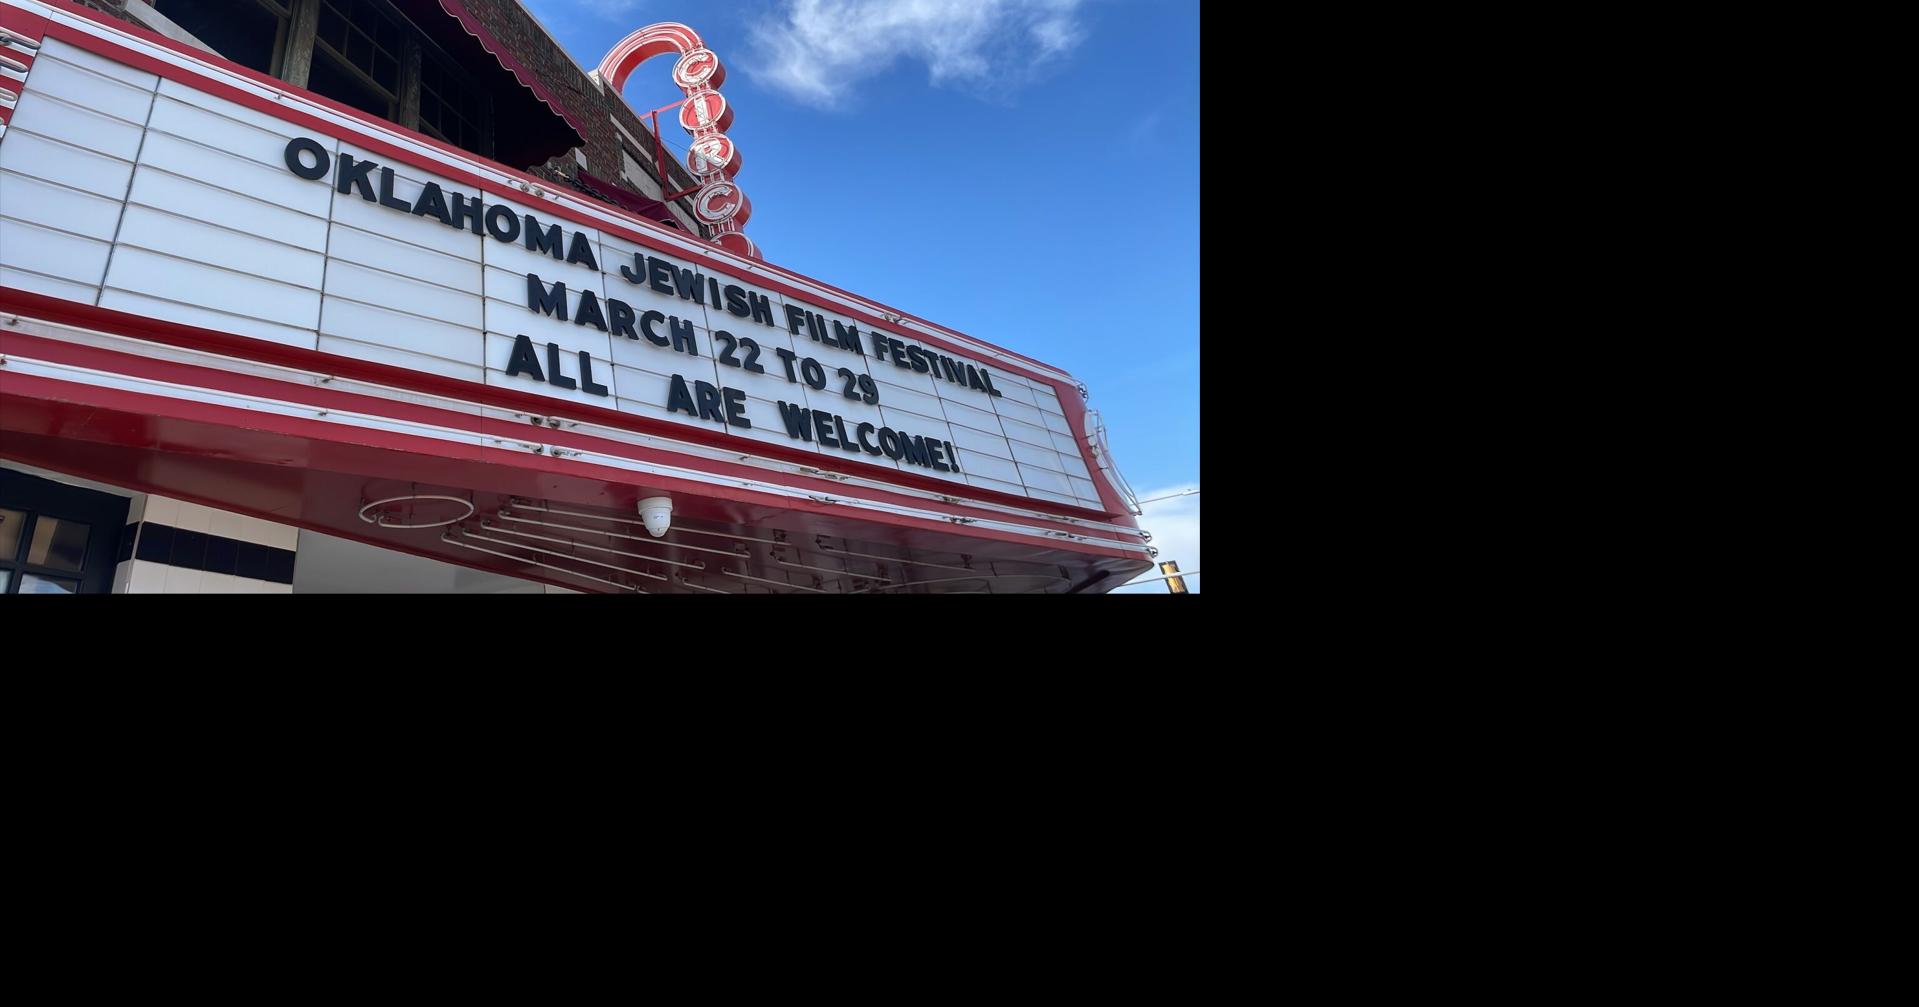 CIRC
OKLAHOMA JEWISH FILM FESTIVAL
MARCH 22 TO 29
ALL ARE WELCOME!